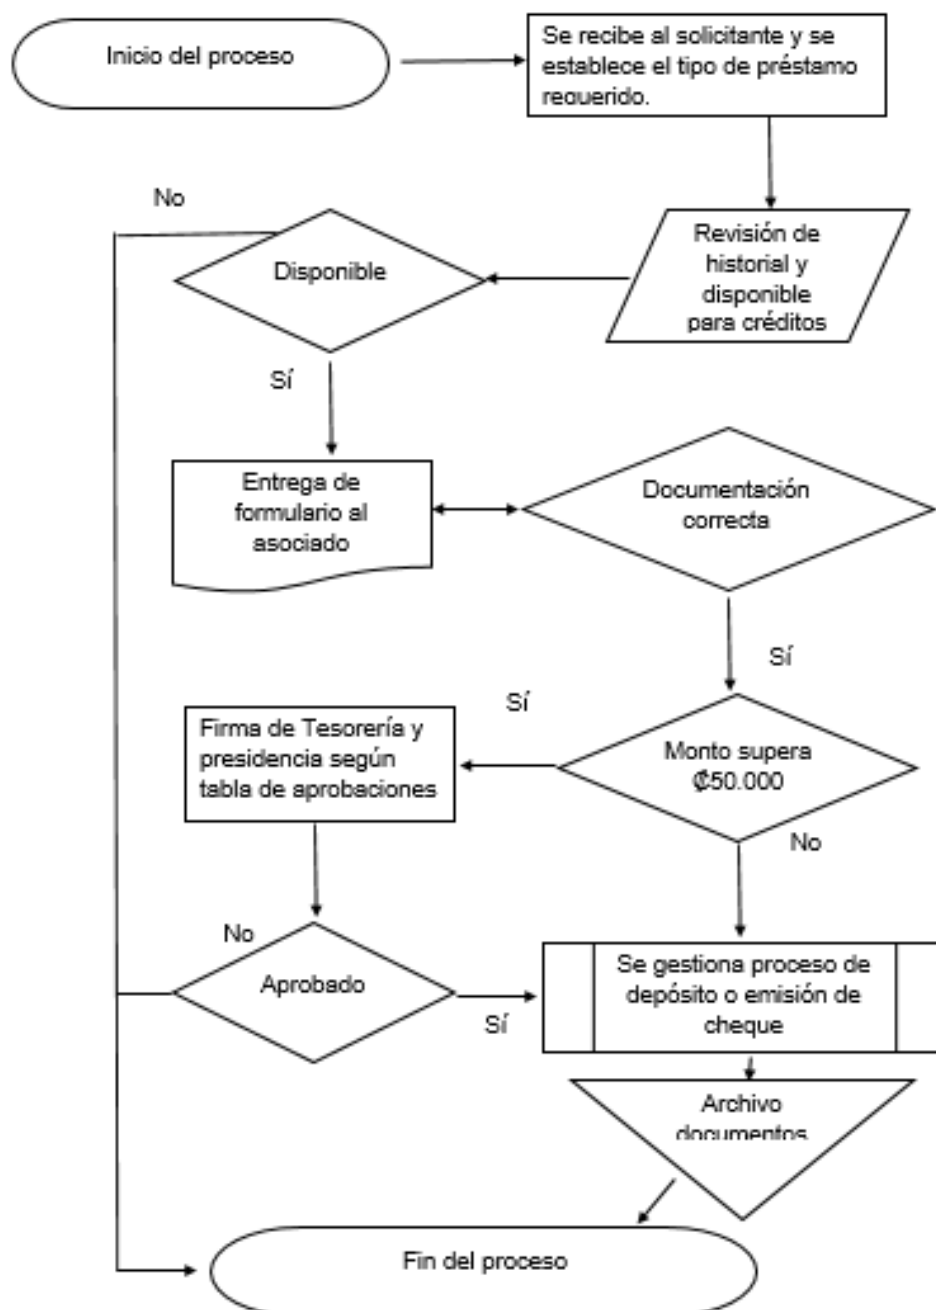 Inicio del proceso
Se recibe al solicitante y se
establece el tipo de préstamo
requerido.
No
Disponible
Revisión de
historial y
disponible
para créditos
Sí
Entrega de
formulario al
asociado
Documentación
correcta
Sí
Sí
Firma de Tesorería y
presidencia según
tabla de aprobaciones
Monto supera
₡50.000
No
No
Aprobado
Sí
Se gestiona proceso de
depósito o emisión de
cheque
Archivo
documentos
Fin del proceso